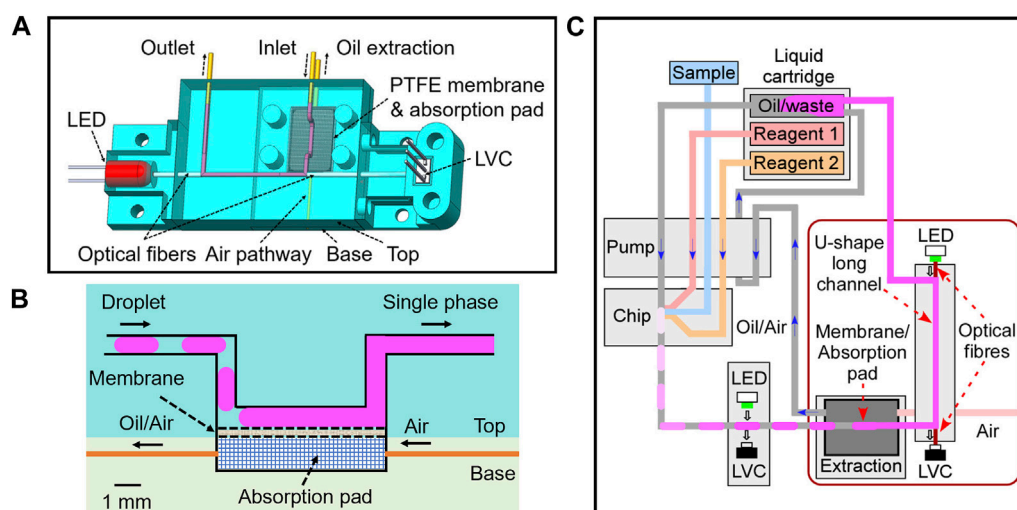 A
Outlet
Inlet
Oil extraction
PTFE membrane
& absorption pad
LED
LVC
Optical fibers
Air pathway
Base
Top
B
Droplet
Single phase
Membrane
Oil/Air
Air
Top
Base
Absorption pad
1 mm
C
Liquid
cartridge
Sample
Oil/waste
Reagent 1
Reagent 2
Pump
U-shape
long
channel
LED
Chip
Oil/Air
Membrane/
Absorption
pad
Optical
fibres
LED
Air
LVC
Extraction
LVC